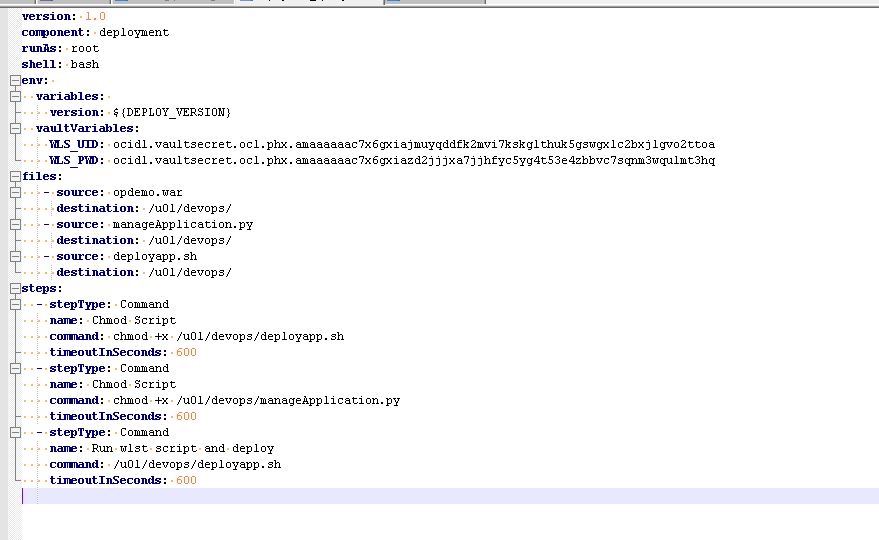 version: 1.0
component: deployment
runAs: root
shell: bash
env:
  variables:
    version: ${DEPLOY_VERSION}
  vaultVariables:
    WLS_UID: ocid1.vaultsecret.oc1.phx.amaaaaaac7x6gxiajmuyqddfk2mvi7kskglthuk5gswgxlc2bxjlgvo2ttoa
    WLS_PWD: ocid1.vaultsecret.oc1.phx.amaaaaaac7x6gxiazd2jjjxa7jjhfyc5yg4t53e4zbbvc7sqnm3wqulmt3hq
files:
  - source: opdemo.war
    destination: /u01/devops/
  - source: manageApplication.py
    destination: /u01/devops/
  - source: deployapp.sh
    destination: /u01/devops/
steps:
  - stepType: Command
    name: Chmod Script
    command: chmod +x /u01/devops/deployapp.sh
    timeoutInSeconds: 600
  - stepType: Command
    name: Chmod Script
    command: chmod +x /u01/devops/manageApplication.py
    timeoutInSeconds: 600
  - stepType: Command
    name: Run wlst script and deploy
    command: /u01/devops/deployapp.sh
    timeoutInSeconds: 600